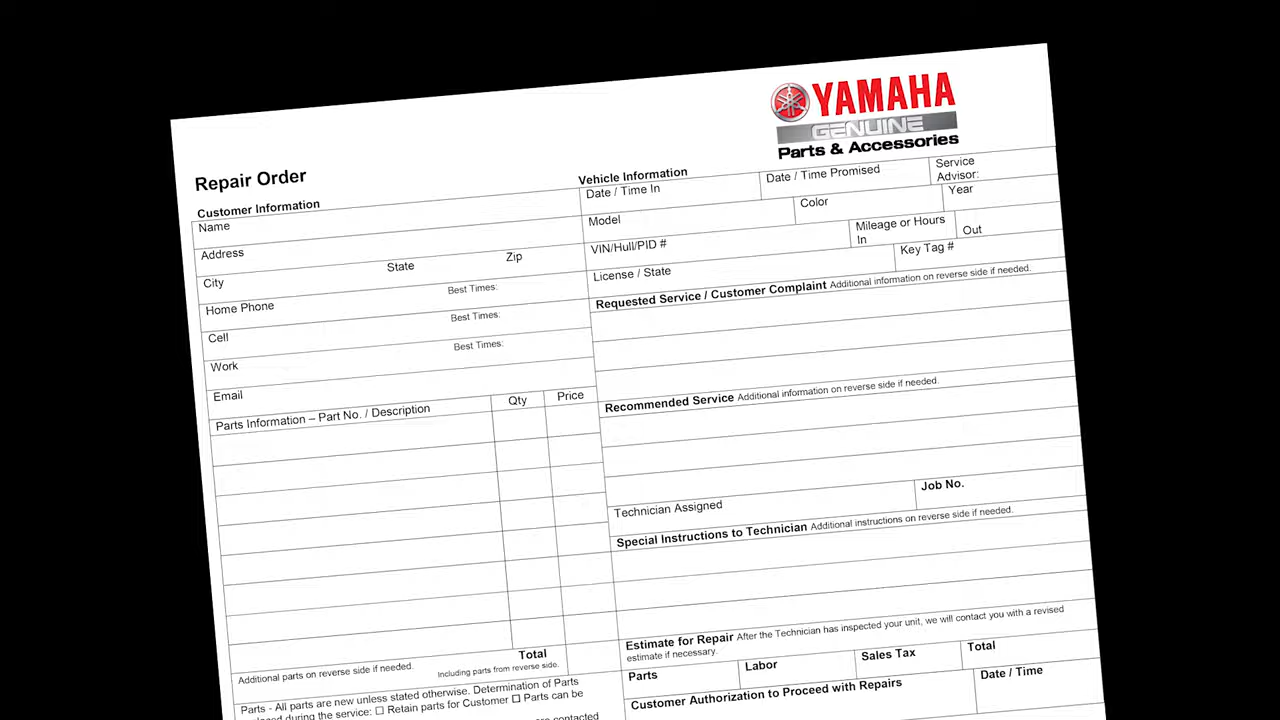 YAMAHA
GENUINE
Parts & Accessories
Repair Order
Customer Information
Name
Address
City State Zip
Home Phone Best Times:
Cell Best Times:
Work Best Times:
Email
Parts Information – Part No. / Description Qty Price
Additional parts on reverse side if needed.
Total
Including parts from reverse side.
Parts - All parts are new unless stated otherwise. Determination of Parts
during the service: ☐ Retain parts for Customer ☐ Parts can be
contacted
Vehicle Information
Date / Time In Date / Time Promised Service
Advisor:
Model Color Year
VIN/Hull/PID # Mileage or Hours
In Out
License / State Key Tag #
Requested Service / Customer Complaint Additional information on reverse side if needed.
Recommended Service Additional information on reverse side if needed.
Technician Assigned Job No.
Special Instructions to Technician Additional instructions on reverse side if needed.
Estimate for Repair After the Technician has inspected your unit, we will contact you with a revised
estimate if necessary.
Parts Labor Sales Tax Total
Customer Authorization to Proceed with Repairs Date / Time